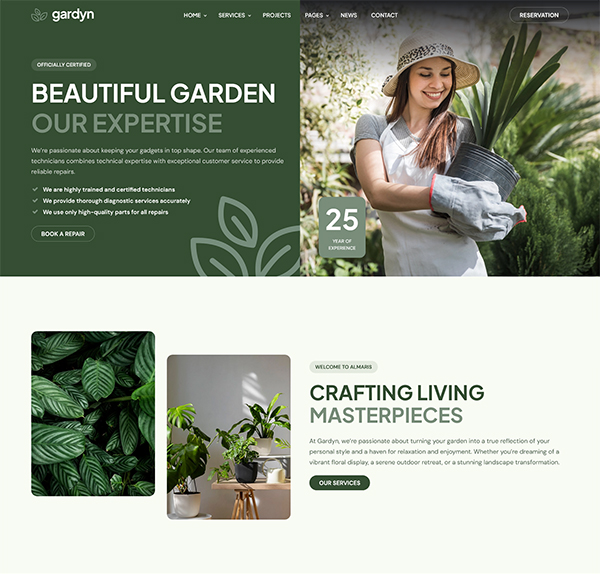 gardyn
HOME
SERVICES
PROJECTS
PAGES
NEWS
CONTACT
RESERVATION
OFFICIALLY CERTIFIED
BEAUTIFUL GARDEN
OUR EXPERTISE
We're passionate about keeping your gadgets in top shape. Our team of experienced
technicians combines technical expertise with exceptional customer service to provide
reliable repairs.
We are highly trained and certified technicians
We provide thorough diagnostic services accurately
We use only high-quality parts for all repairs
BOOK A REPAIR
25
YEAR OF
EXPERIENCE
WELCOME TO ALMARIS
CRAFTING LIVING
MASTERPIECES
At Gardyn, we're passionate about turning your garden into a true reflection of your
personal style and a haven for relaxation and enjoyment. Whether you're dreaming of a
vibrant floral display, a serene outdoor retreat, or a stunning landscape transformation.
OUR SERVICES